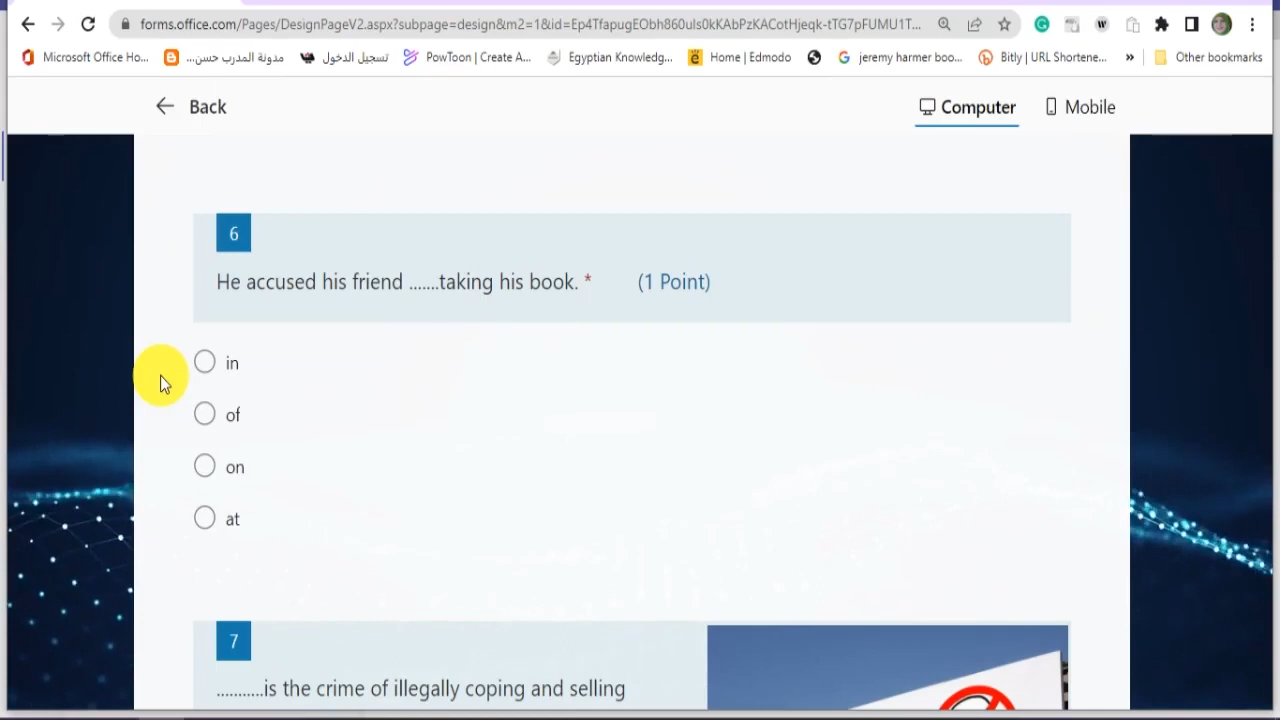 forms.office.com/Pages/DesignPageV2.aspx?subpage=design&m2=1&id=Ep4TfapugEObh860uls0kKAPzKACotHjeqk-tTG7pFUMU1T...
Microsoft Office Ho... مدونة المدرب حسن... تسجيل الدخول PowToon | Create A... Egyptian Knowledg... Home | Edmodo jeremy harmer boo... Bitly | URL Shortene... » Other bookmarks
Back Computer Mobile
6
He accused his friend .......taking his book. * (1 Point)
in
of
on
at
7
...........is the crime of illegally coping and selling